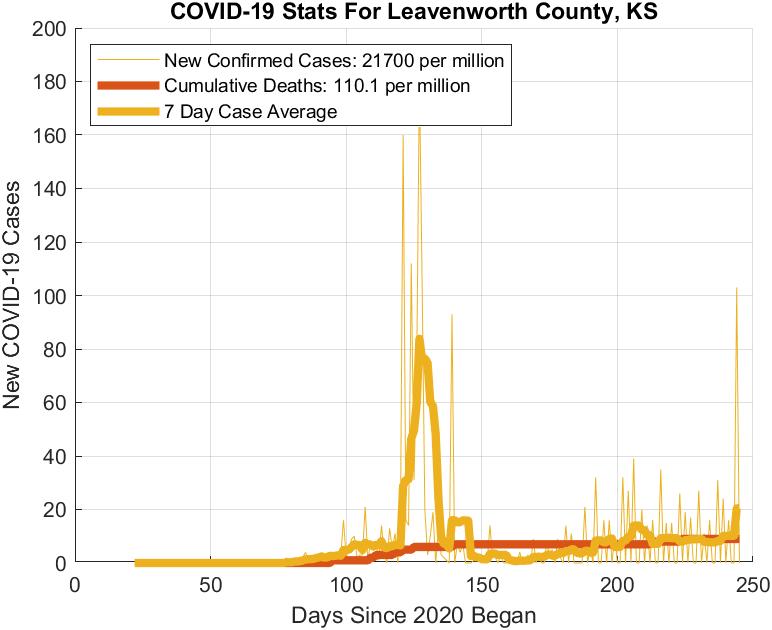 COVID-19 Stats For Leavenworth County, KS
New Confirmed Cases: 21700 per million
Cumulative Deaths: 110.1 per million
7 Day Case Average
New COVID-19 Cases
200
180
160
140
120
100
80
60
40
20
0
0 50 100 150 200 250
Days Since 2020 Began